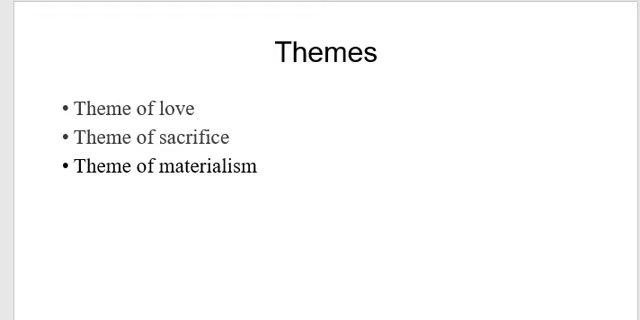 Themes
• Theme of love
• Theme of sacrifice
• Theme of materialism